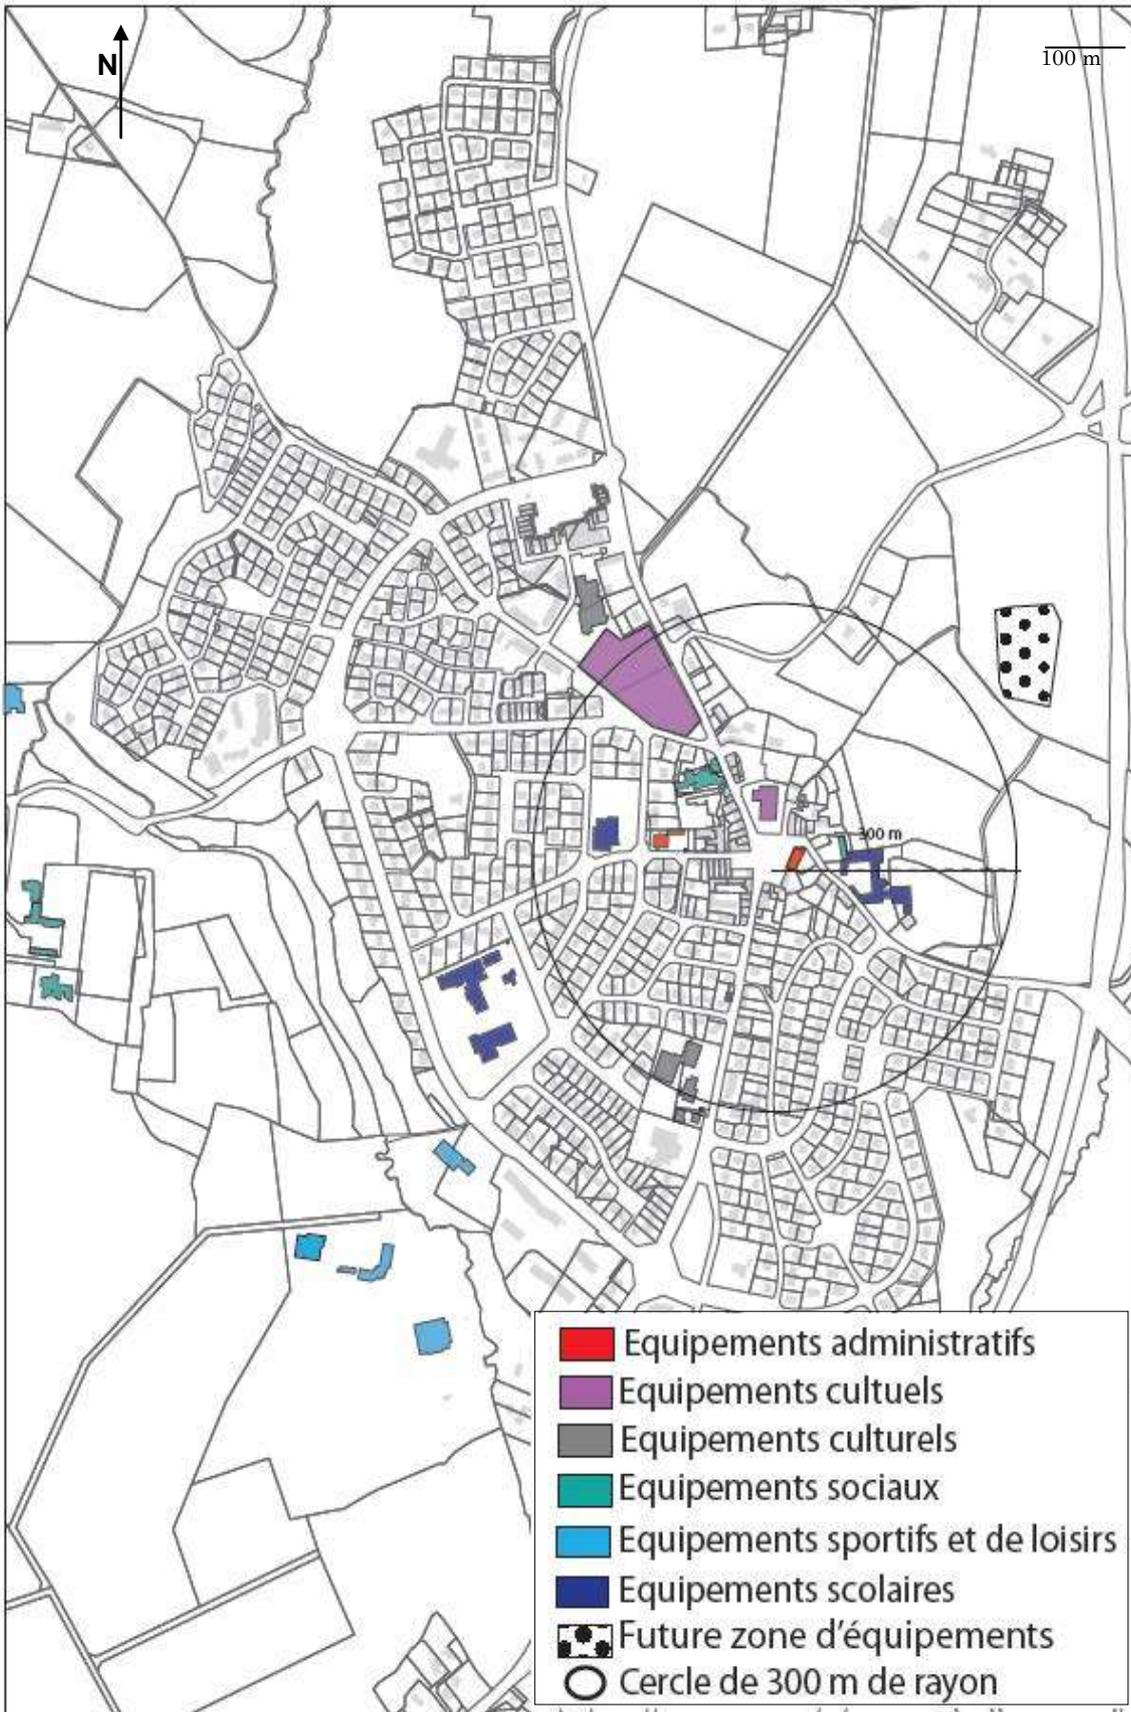 N
100 m
300 m
Equipements administratifs
Equipements cultuels
Equipements culturels
Equipements sociaux
Equipements sportifs et de loisirs
Equipements scolaires
Future zone d'équipements
Cercle de 300 m de rayon